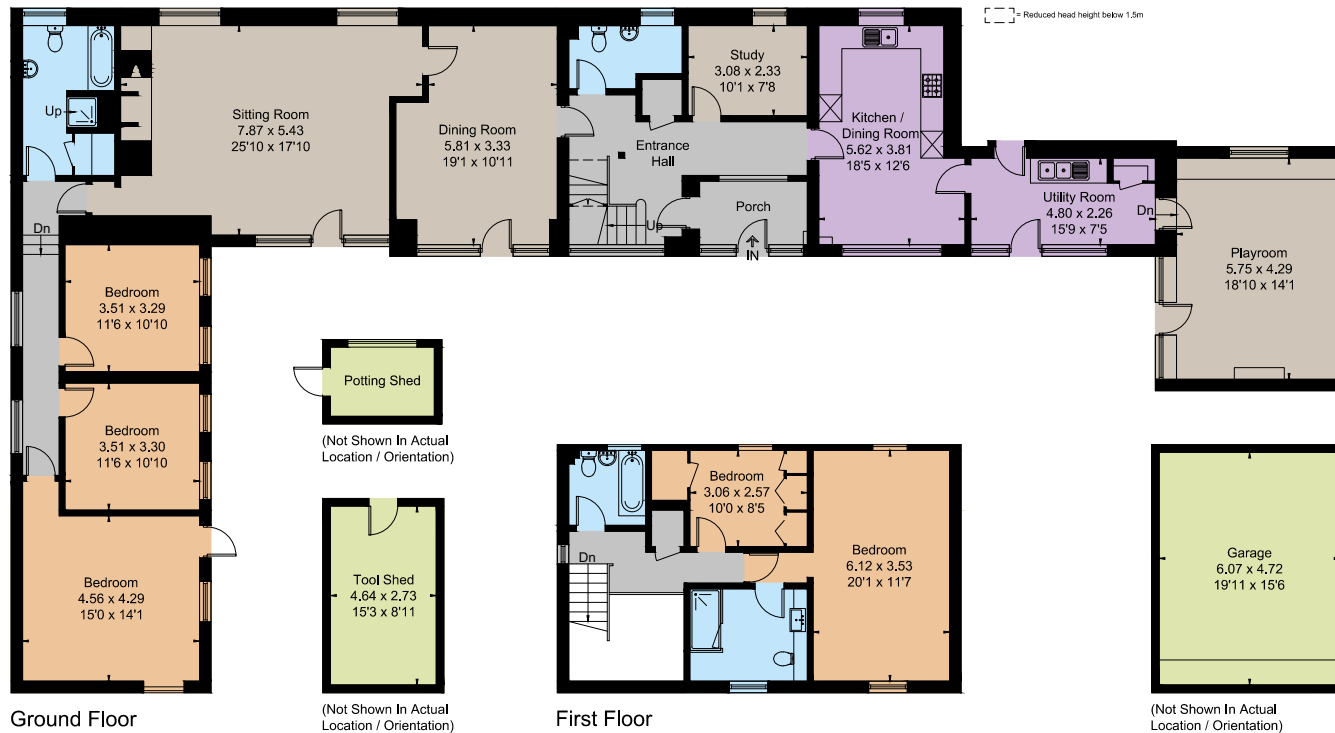 = Reduced head height below 1.5m
Up
Sitting Room
7.87 x 5.43
25'10 x 17'10
Dining Room
5.81 x 3.33
19'1 x 10'11
Study
3.08 x 2.33
10'1 x 7'8
Entrance
Hall
Up
Porch
IN
Kitchen /
Dining Room
5.62 x 3.81
18'5 x 12'6
Utility Room
4.80 x 2.26
15'9 x 7'5
Dn
Playroom
5.75 x 4.29
18'10 x 14'1
Dn
Bedroom
3.51 x 3.29
11'6 x 10'10
Bedroom
3.51 x 3.30
11'6 x 10'10
Bedroom
4.56 x 4.29
15'0 x 14'1
Potting Shed
(Not Shown In Actual
Location / Orientation)
Tool Shed
4.64 x 2.73
15'3 x 8'11
(Not Shown In Actual
Location / Orientation)
Dn
Bedroom
3.06 x 2.57
10'0 x 8'5
Bedroom
6.12 x 3.53
20'1 x 11'7
Garage
6.07 x 4.72
19'11 x 15'6
(Not Shown In Actual
Location / Orientation)
Ground Floor
First Floor